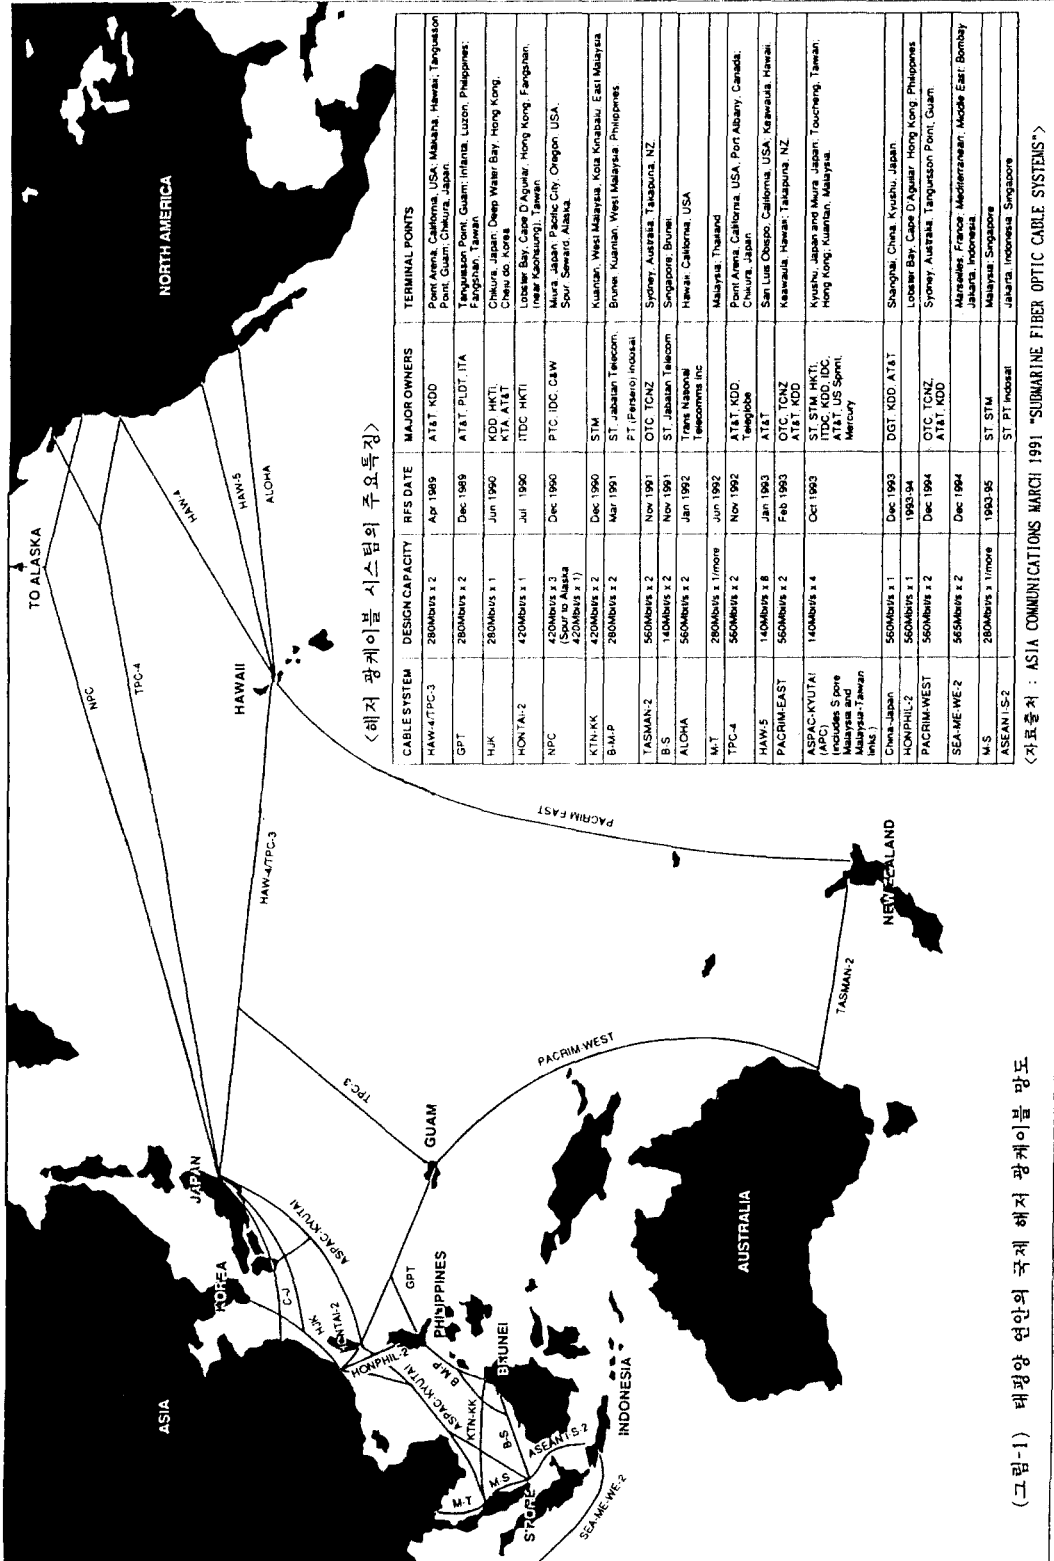 NORTH AMERICA
TO ALASKA
NPC
TPC-4
HAW-4
HAW-5
ALOHA
HAWAII
HAW-4/TPC-3
TPC-3
PACRIM EAST
PACRIM-WEST
TASMAN-2
NEW ZEALAND
AUSTRALIA
GUAM
JAPAN
KOREA
ASIA
C-J
HJK
HONTAI-2
ASPAC-KYUTAI
HONPHIL-2
ASPAC-KYUTAI
GPT
PHILIPPINES
B-M-P
KTN-KK
BRUNEI
B-S
M-T
M-S
S'PORE
ASEAN I-S-2
SEA-ME-WE-2
INDONESIA
<해저 광케이블 시스팀의 주요특징>
CABLE SYSTEM DESIGN CAPACITY RFS DATE MAJOR OWNERS TERMINAL POINTS
HAW-4/TPC-3 280Mbit/s x 2 Apr 1989 AT&T, KDD Point Arena, California, USA; Makaha, Hawaii; Tanguisson
Point, Guam; Chikura, Japan.
GPT 280Mbit/s x 2 Dec 1989 AT&T, PLDT, ITA Tanguisson Point, Guam; Infanta, Luzon, Philippines;
Fangshan, Taiwan
HJK 280Mbit/s x 1 Jun 1990 KDD, HKTI, Chikura, Japan; Deep Water Bay, Hong Kong;
KTA, AT&T Cheju do, Korea
HONTAI-2 420Mbit/s x 1 Jul 1990 ITDC, HKTI Lobster Bay, Cape D'Aguilar, Hong Kong; Fangshan,
(near Kaohsiung), Taiwan
NPC 420Mbit/s x 3 Dec 1990 PTC, IDC, C&W Miura, Japan; Pacific City, Oregon, USA.
(Spur to Alaska Spur, Seward, Alaska.
420Mbit/s x 1)
KTN-KK 420Mbit/s x 2 Dec 1990 STM Kuantan, West Malaysia, Kota Kinabalu, East Malaysia
B-M-P 280Mbit/s x 2 Mar 1991 ST, Jabatan Telecom, Brunei, Kuantan, West Malaysia, Philippines
PT (Persero) Indosat
TASMAN-2 560Mbit/s x 2 Nov 1991 OTC, TCNZ Sydney, Australia, Takapuna, NZ.
B-S 140Mbit/s x 2 Nov 1991 ST, Jabatan Telecom Singapore, Brunei.
ALOHA 560Mbit/s x 2 Jan 1992 Trans National Hawaii, California, USA
Telecomms Inc
M-T 280Mbit/s x 1/more Jun 1992 Malaysia; Thailand
TPC-4 560Mbit/s x 2 Nov 1992 AT&T, KDD, Point Arena, California, USA, Port Albany, Canada;
Teleglobe Chikura, Japan
HAW-5 140Mbit/s x 8 Jan 1993 AT&T San Luis Obispo, California, USA; Keawaula, Hawaii.
PACRIM-EAST 560Mbit/s x 2 Feb 1993 OTC, TCNZ Keawaula, Hawaii; Takapuna, NZ
AT&T, KDD
ASPAC-KYUTAI 140Mbit/s x 4 Oct 1993 ST, STM, HKTI, Kyushu, Japan and Miura, Japan; Toucheng, Taiwan;
(APC) ITDC, KDD, IDC, Hong Kong; Kuantan, Malaysia.
(includes S'pore AT&T, US Sprint,
Malaysia and Mercury
Malaysia-Taiwan
links)
China-Japan 560Mbit/s x 1 Dec 1993 DGT, KDD, AT&T Shanghai, China, Kyushu, Japan
HONPHIL-2 560Mbit/s x 1 1993-94 Lobster Bay, Cape D'Aguilar Hong Kong; Philippines
PACRIM-WEST 560Mbit/s x 2 Dec 1994 OTC, TCNZ, Sydney, Australia, Tanguisson Point, Guam
AT&T, KDD
SEA-ME-WE-2 565Mbit/s x 2 Dec 1994 Marseilles, France; Mediterranean; Middle East; Bombay
Jakarta, Indonesia.
M-S 280Mbit/s x 1/more 1993-95 ST, STM Malaysia; Singapore
ASEAN I-S-2 ST, PT Indosat Jakarta, Indonesia, Singapore
<자료출처 : ASIA COMMUNICATIONS MARCH 1991 "SUBMARINE FIBER OPTIC CABLE SYSTEMS">
(그림-1) 태평양 연안의 국제 해저 광케이블 망도